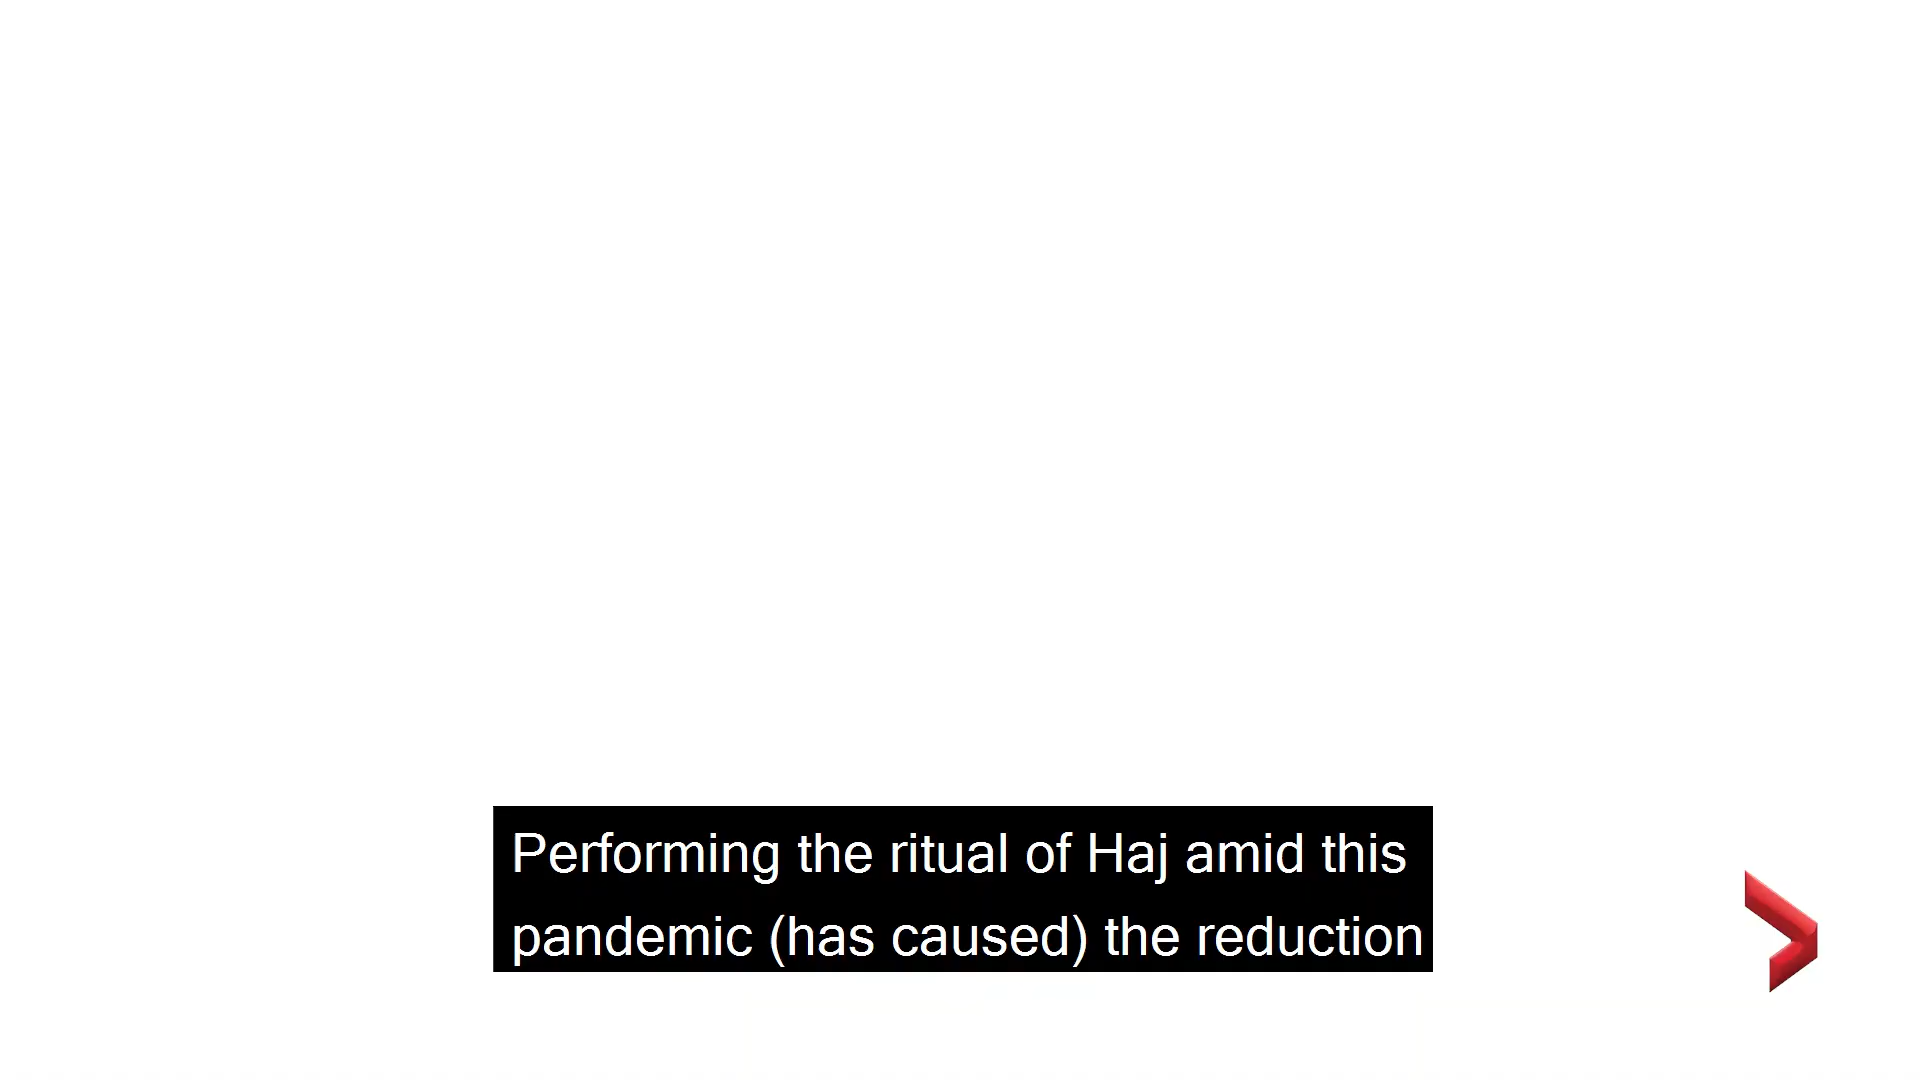 Performing the ritual of Haj amid this
pandemic (has caused) the reduction